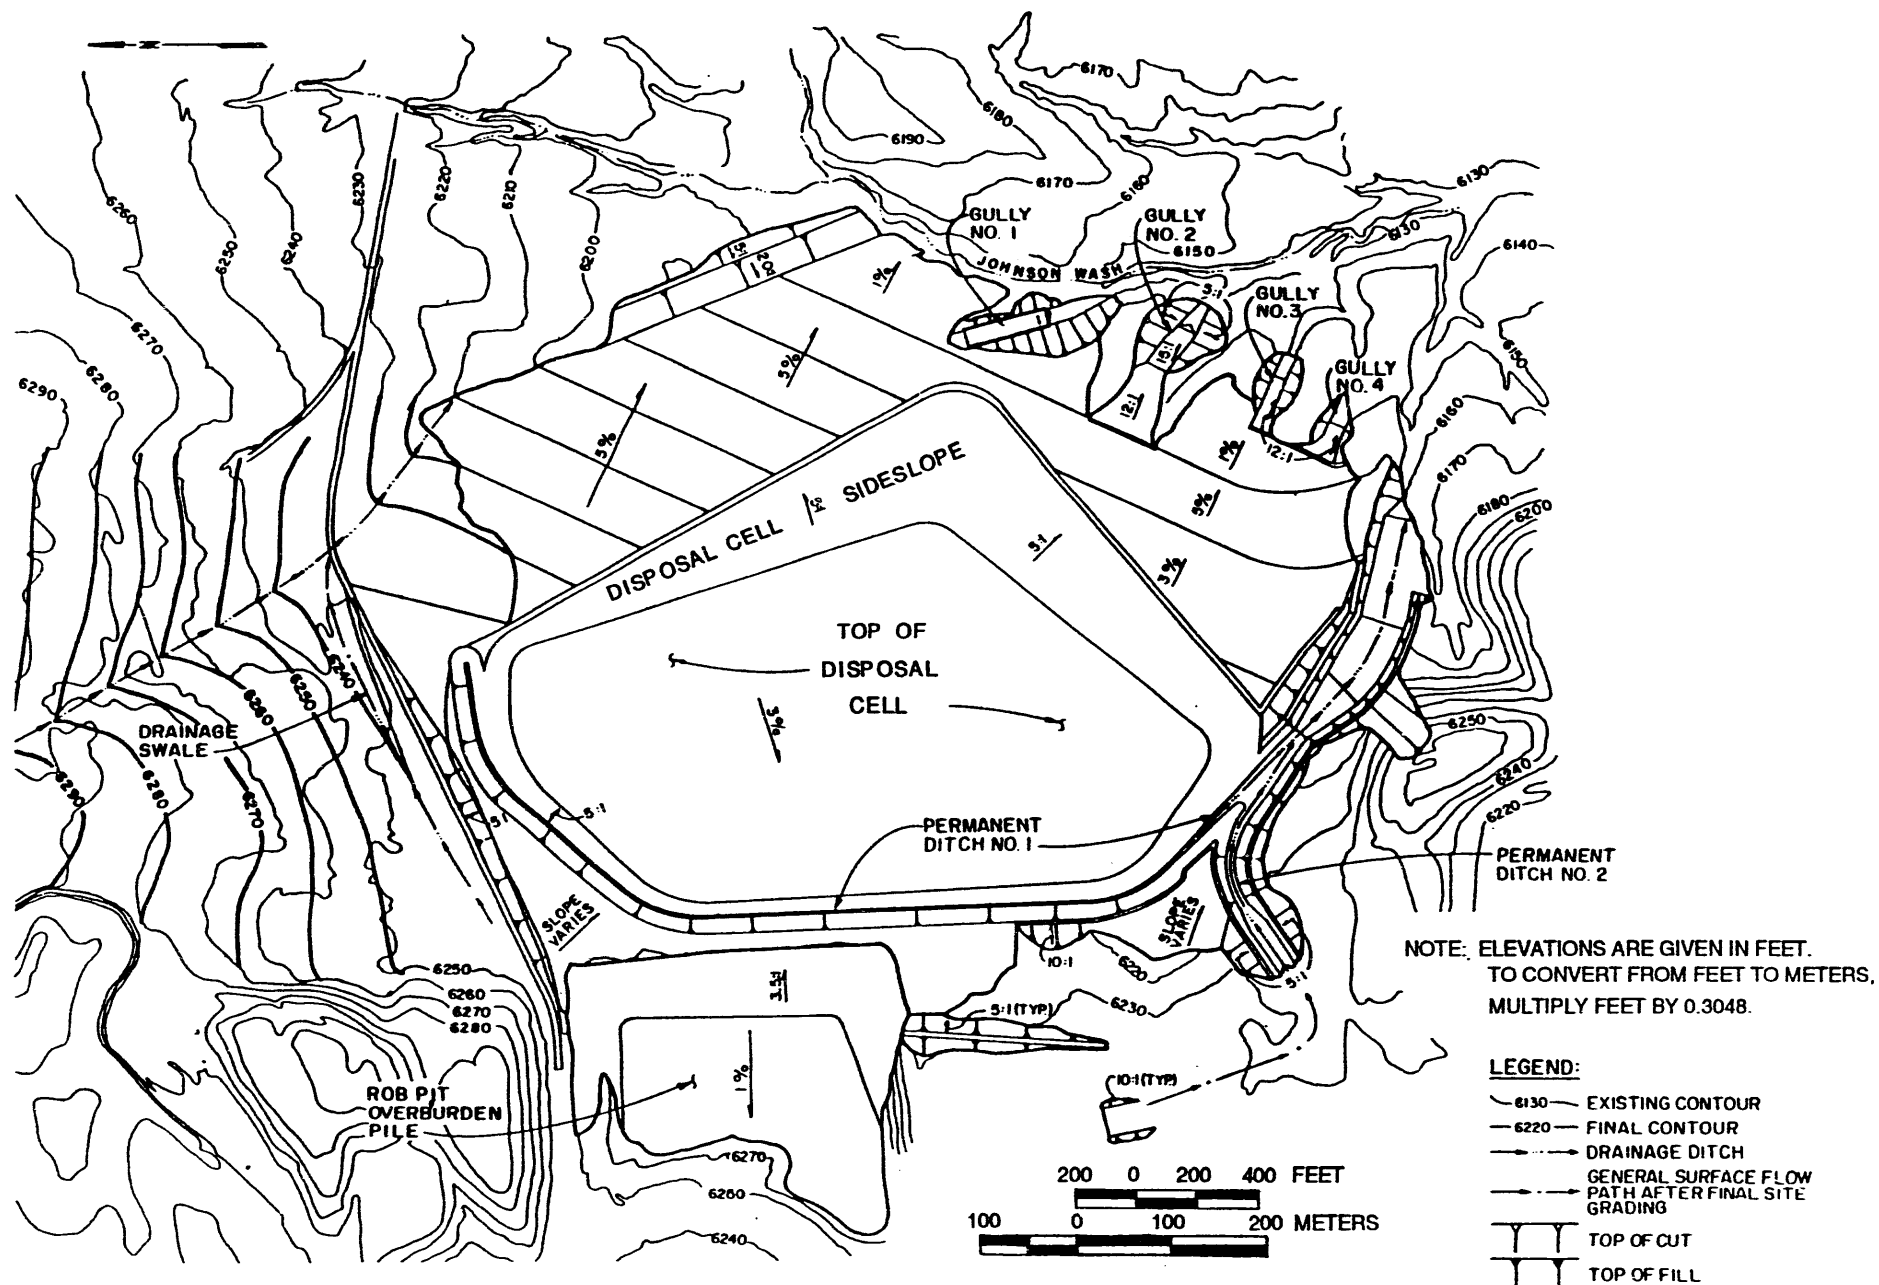 N
6170
6180
6190
6170
6160
6130
6260
6250
6240
6230
6220
6210
6200
GULLY
NO. 1
GULLY
NO. 2
6150
6130
6140
JOHNSON WASH
5:1
GULLY
NO.3
6150
GULLY
NO. 4
1%
5%
5%
15:1
12:1
12:1
1%
6270
6280
6290
6160
6170
6180
6200
3%
3%
DISPOSAL CELL
SIDESLOPE
5:1
TOP OF
DISPOSAL
CELL
3%
6240
6250
6260
DRAINAGE
SWALE
6290
6280
6270
6250
6240
6220
5:1
5:1
PERMANENT
DITCH NO. 1
PERMANENT
DITCH NO. 2
SLOPE
VARIES
SLOPE
VARIES
10:1
6220
6230
5:1
5:1 (TYP.)
6250
6260
6270
6280
1%
ROB PIT
OVERBURDEN
PILE
10:1 (TYP.)
6270
6260
6240
NOTE: ELEVATIONS ARE GIVEN IN FEET.
TO CONVERT FROM FEET TO METERS,
MULTIPLY FEET BY 0.3048.
200 0 200 400 FEET
100 0 100 200 METERS
LEGEND:
6130 EXISTING CONTOUR
6220 FINAL CONTOUR
DRAINAGE DITCH
GENERAL SURFACE FLOW
PATH AFTER FINAL SITE
GRADING
TOP OF CUT
TOP OF FILL